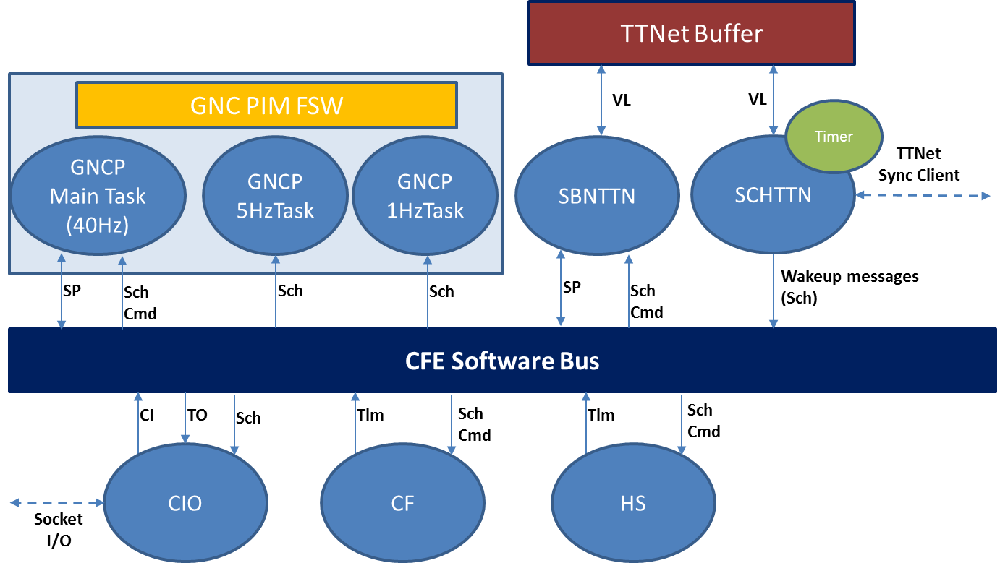 TTNet Buffer
GNC PIM FSW
VL
VL
Timer
GNCP
Main Task
(40Hz)
GNCP
5HzTask
GNCP
1HzTask
SBNTTN
SCHTTN
TTNet
Sync Client
SP
Sch
Cmd
Sch
Sch
SP
Sch
Cmd
Wakeup messages
(Sch)
CFE Software Bus
CI
TO
Sch
Tlm
Sch
Cmd
Tlm
Sch
Cmd
CIO
CF
HS
Socket
I/O